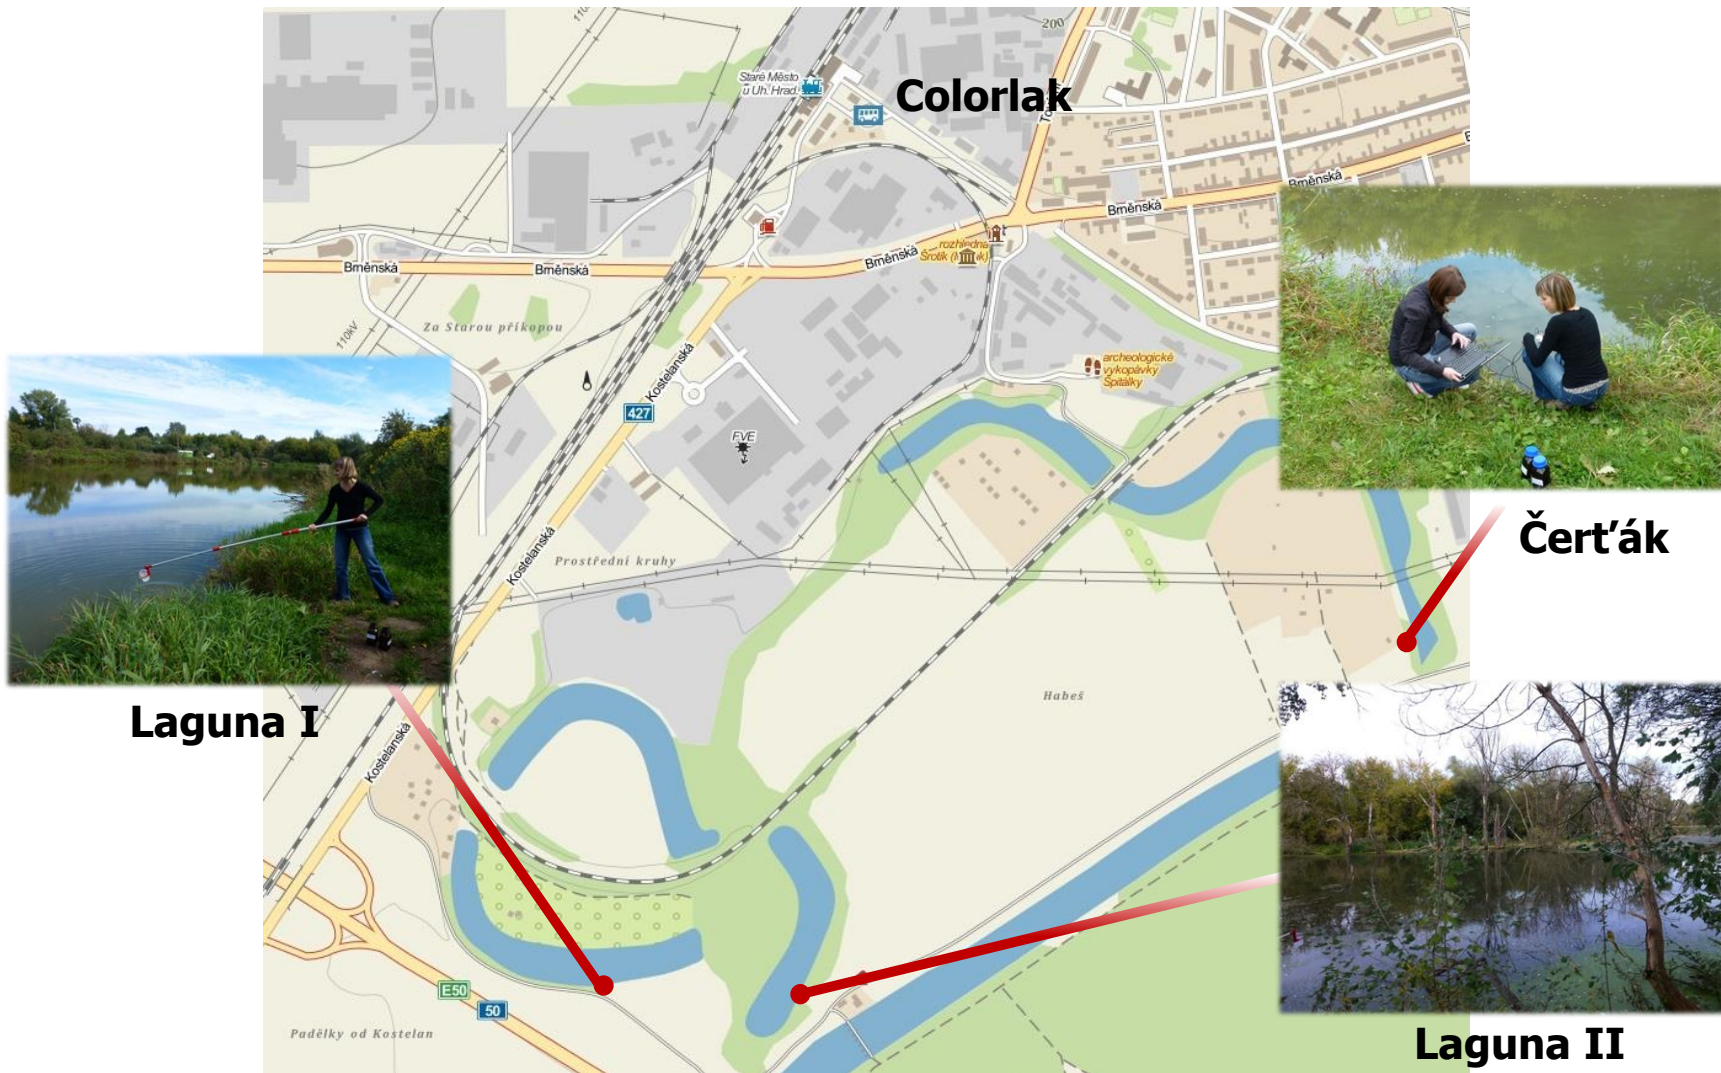 110
200
Staré Město
u Uh. Hrad.
Colorlak
Brněnská
Brněnská
rozhledna
Šrotík
Brněnská
Brněnská
Brněnská
110kV
Za Starou příkopou
archeologické
vykopávky
Špitálky
Kostelanská
427
FVE
Čerťák
Kostelanská
Prostřední kruhy
Habeš
Laguna I
Kostelanská
E50
50
Padělky od Kostelan
Laguna II